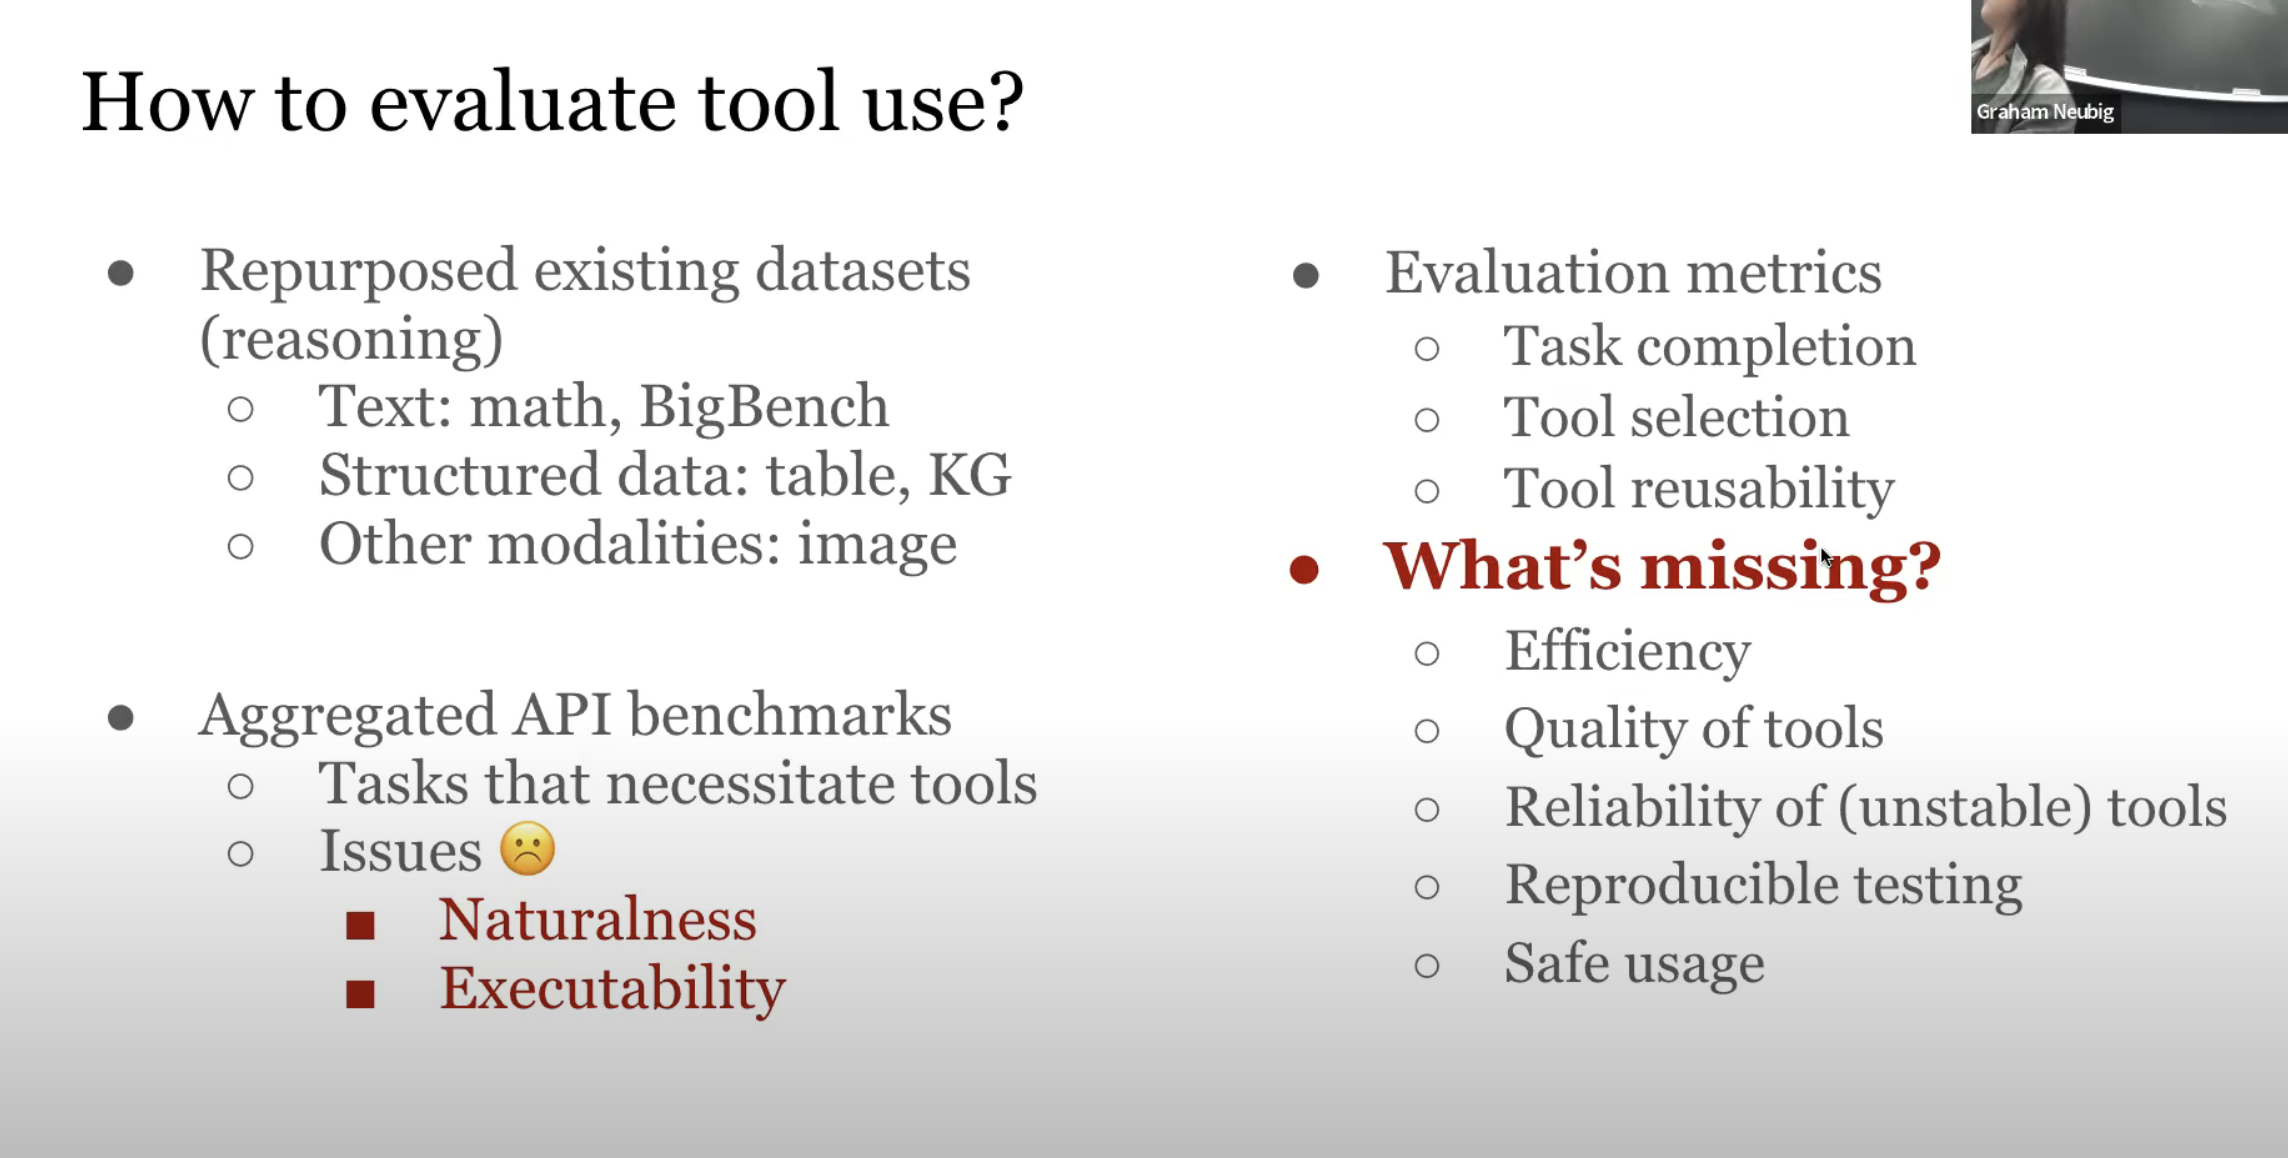 How to evaluate tool use?
Graham Neubig
● Repurposed existing datasets
(reasoning)
○ Text: math, BigBench
○ Structured data: table, KG
○ Other modalities: image
● Aggregated API benchmarks
○ Tasks that necessitate tools
○ Issues ☹️
■ Naturalness
■ Executability
● Evaluation metrics
○ Task completion
○ Tool selection
○ Tool reusability
● What’s missing?
○ Efficiency
○ Quality of tools
○ Reliability of (unstable) tools
○ Reproducible testing
○ Safe usage